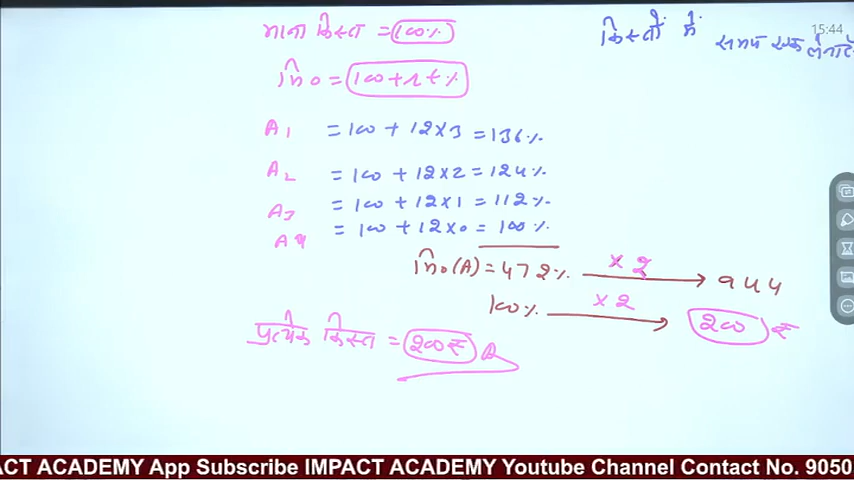 माना किस्त = 100%
15:44
किस्तों में
समय एक
मि० = 100 + rt%
A1 = 100 + 12×3 = 136%
A2 = 100 + 12×2 = 124%
A3 = 100 + 12×1 = 112%
A4 = 100 + 12×0 = 100%
मि० (A) = 472% ×2 944
100% ×2 200 ₹
प्रत्येक किस्त = 200 ₹ A
ACT ACADEMY App Subscribe IMPACT ACADEMY Youtube Channel Contact No. 9050